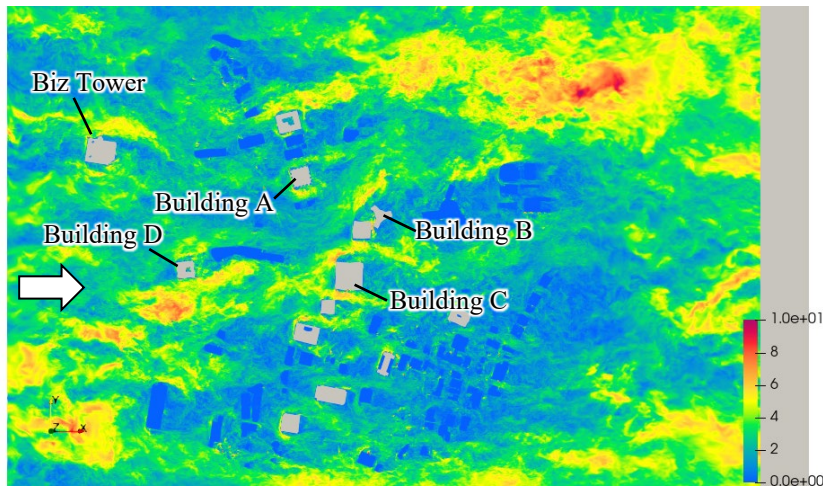 Biz Tower
Building A
Building B
Building D
Building C
1.0e+01
8
6
4
2
0.0e+00
Y
Z
X